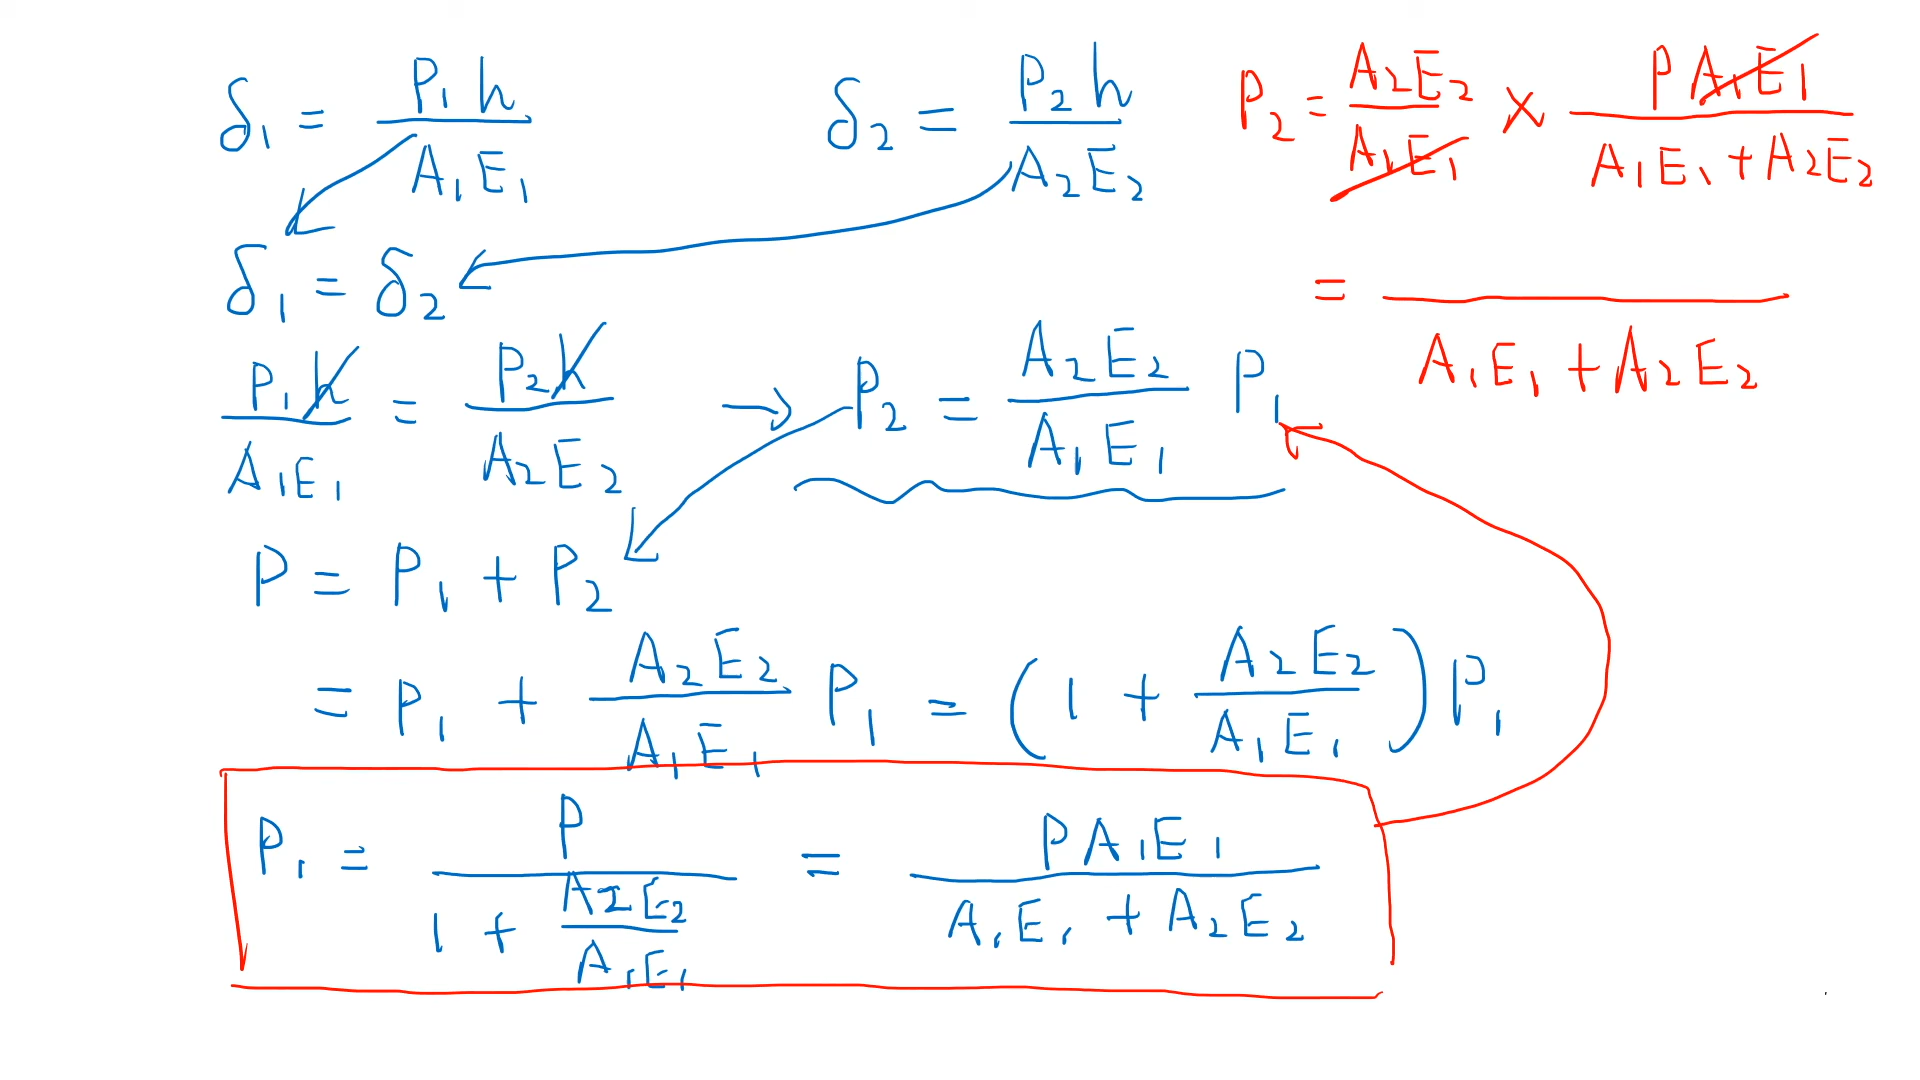 δ₁ = P₁h / A₁E₁
δ₂ = P₂h / A₂E₂
δ₁ = δ₂
P₁h / A₁E₁ = P₂h / A₂E₂ → P₂ = A₂E₂ / A₁E₁ P₁
P = P₁ + P₂
= P₁ + A₂E₂ / A₁E₁ P₁ = (1 + A₂E₂ / A₁E₁) P₁
P₁ = P / 1 + A₂E₂ / A₁E₁ = PA₁E₁ / A₁E₁ + A₂E₂
P₂ = A₂E₂ / A₁E₁ × PA₁E₁ / A₁E₁ + A₂E₂
= / A₁E₁ + A₂E₂